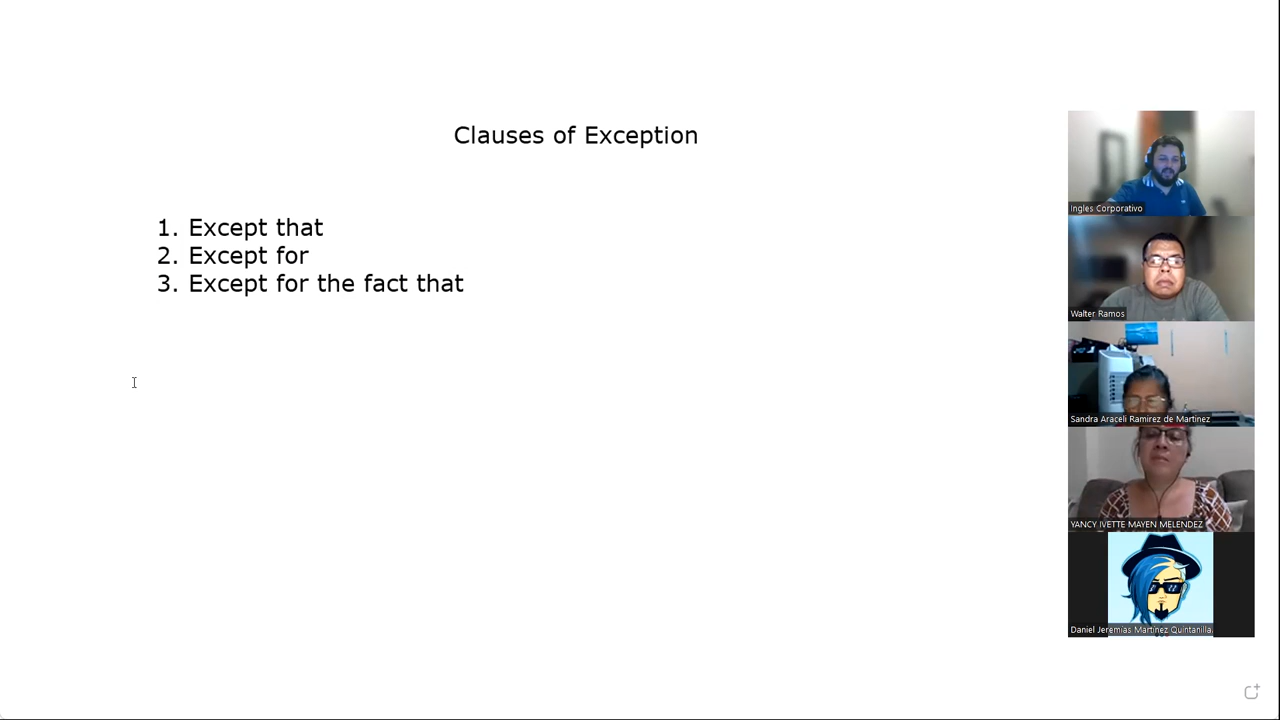 Clauses of Exception
1. Except that
2. Except for
3. Except for the fact that
Ingles Corporativo
Walter Ramos
Sandra Araceli Ramirez de Martinez
YANCY IVETTE MAYEN MELENDEZ
Daniel Jeremias Martinez Quintanilla